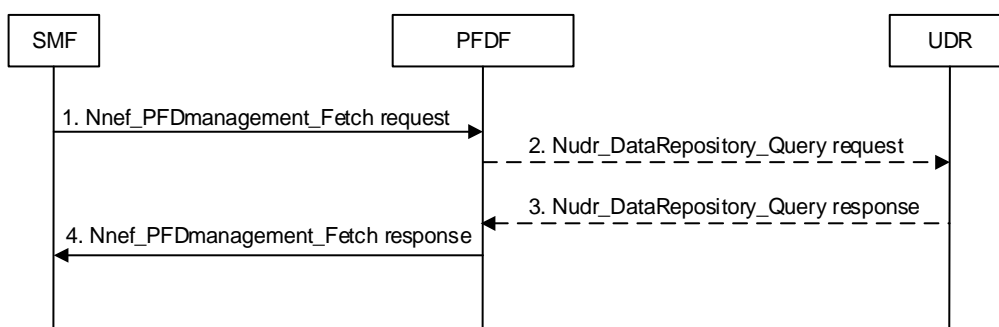 SMF
PFDF
UDR
1. Nnef_PFDmanagement_Fetch request
2. Nudr_DataRepository_Query request
3. Nudr_DataRepository_Query response
4. Nnef_PFDmanagement_Fetch response